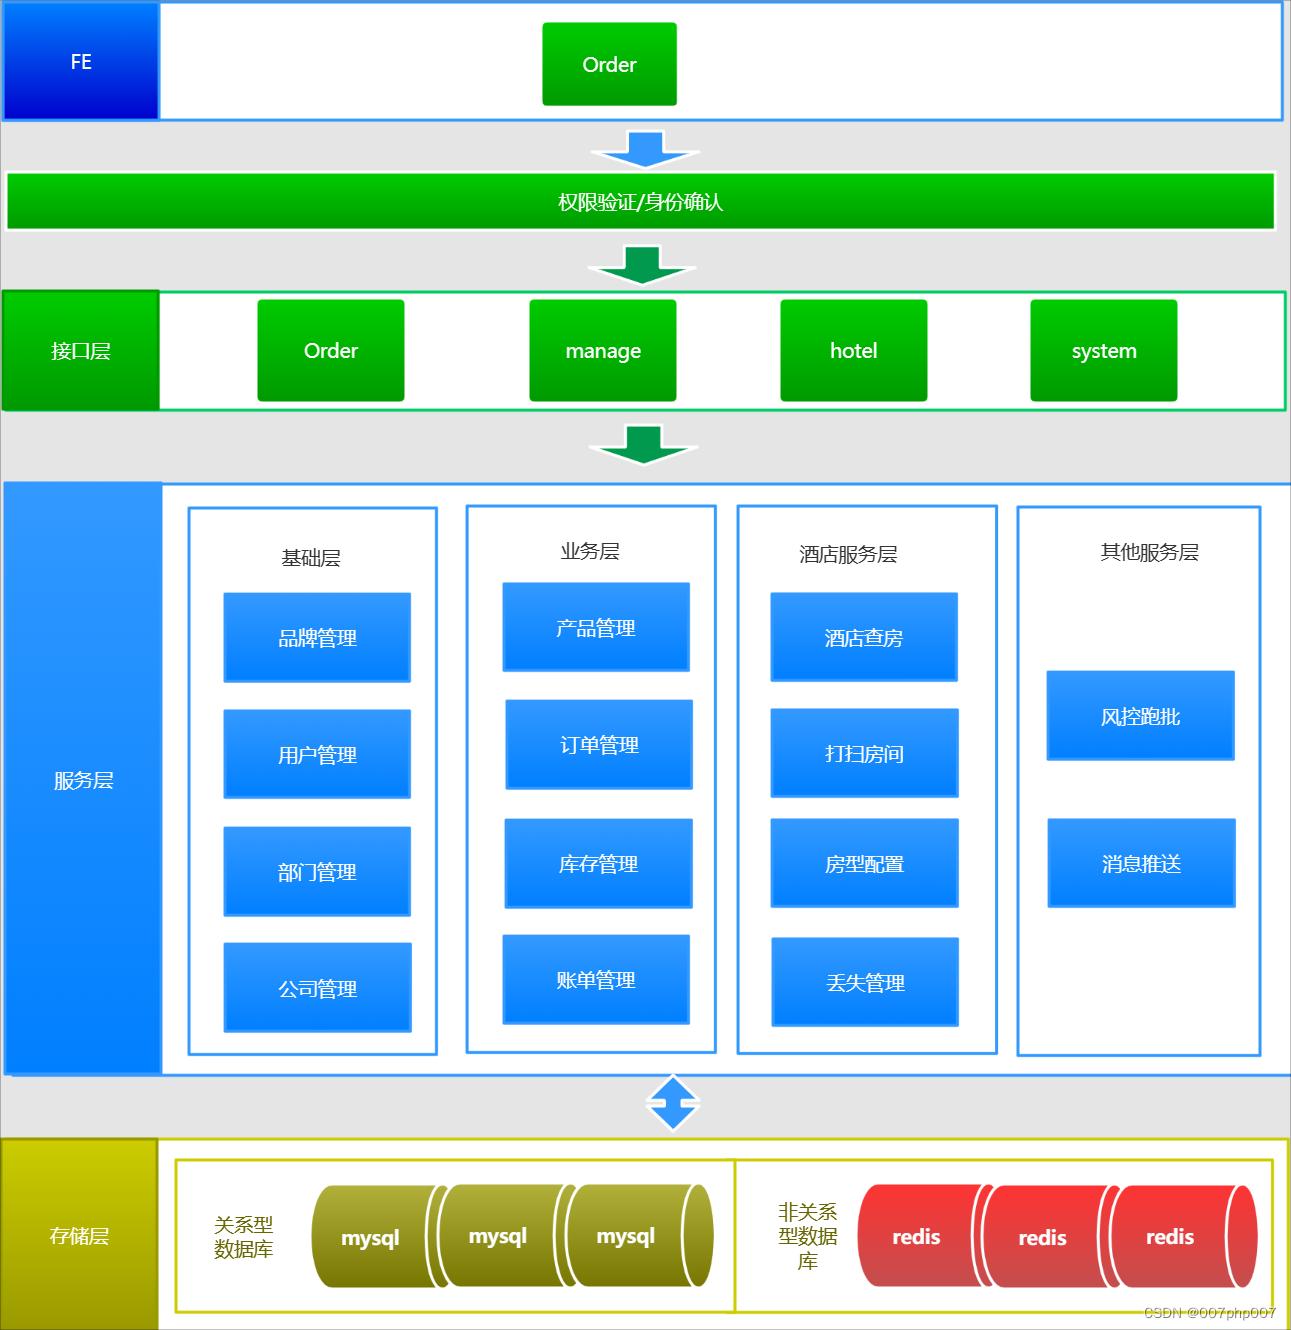 FE
Order
权限验证/身份确认
接口层
Order
manage
hotel
system
服务层
基础层
品牌管理
用户管理
部门管理
公司管理
业务层
产品管理
订单管理
库存管理
账单管理
酒店服务层
酒店查房
打扫房间
房型配置
丢失管理
其他服务层
风控跑批
消息推送
存储层
关系型
数据库
mysql
mysql
mysql
非关系
型数据
库
redis
redis
redis
CSDN @007php007